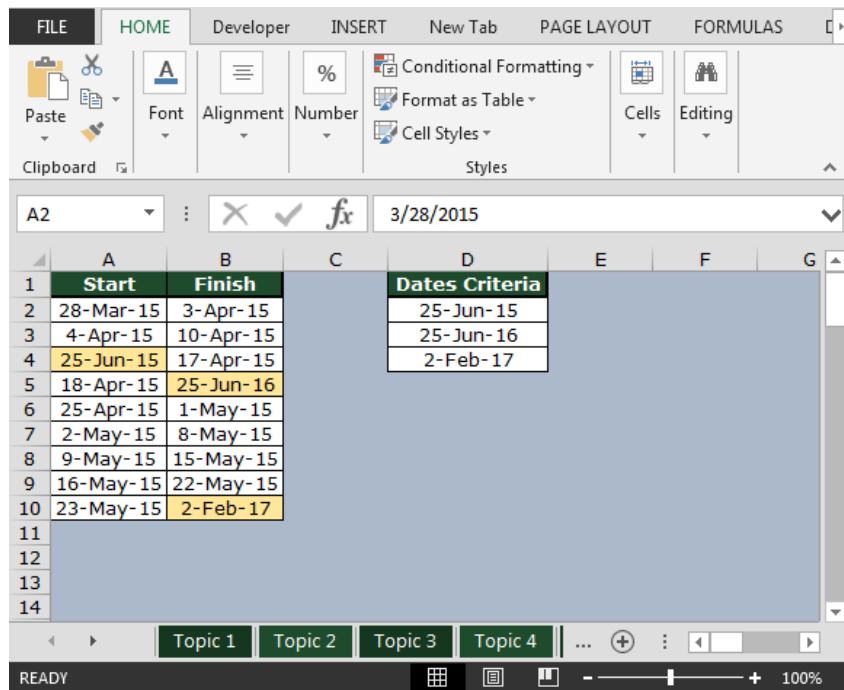 FILE HOME Developer INSERT New Tab PAGE LAYOUT FORMULAS
Paste Font Alignment Number % Conditional Formatting Format as Table Cell Styles Cells Editing
Clipboard Styles
A2 fx 3/28/2015
A B C D E F G
1 Start Finish Dates Criteria
2 28-Mar-15 3-Apr-15 25-Jun-15
3 4-Apr-15 10-Apr-15 25-Jun-16
4 25-Jun-15 17-Apr-15 2-Feb-17
5 18-Apr-15 25-Jun-16
6 25-Apr-15 1-May-15
7 2-May-15 8-May-15
8 9-May-15 15-May-15
9 16-May-15 22-May-15
10 23-May-15 2-Feb-17
11
12
13
14
Topic 1 Topic 2 Topic 3 Topic 4 ...
READY 100%